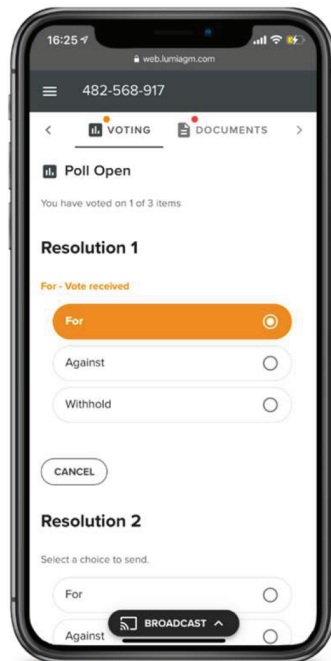 16:25
web.lumiagm.com
482-568-917
VOTING
DOCUMENTS
Poll Open
You have voted on 1 of 3 items
Resolution 1
For - Vote received
For
Against
Withhold
CANCEL
Resolution 2
Select a choice to send.
For
BROADCAST
Against